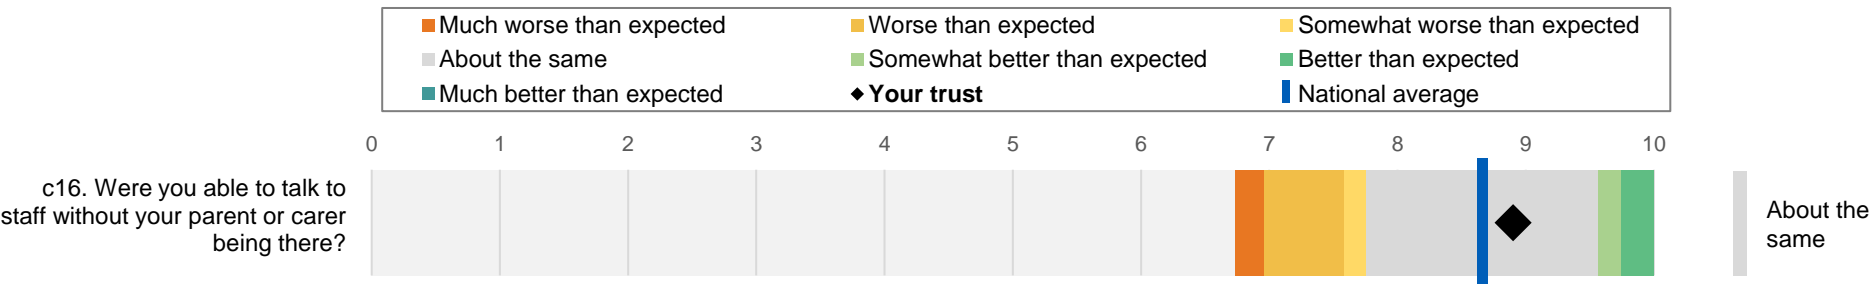 Much worse than expected
Worse than expected
Somewhat worse than expected
About the same
Somewhat better than expected
Better than expected
Much better than expected
Your trust
National average
0 1 2 3 4 5 6 7 8 9 10
c16. Were you able to talk to
staff without your parent or carer
being there?
About the
same